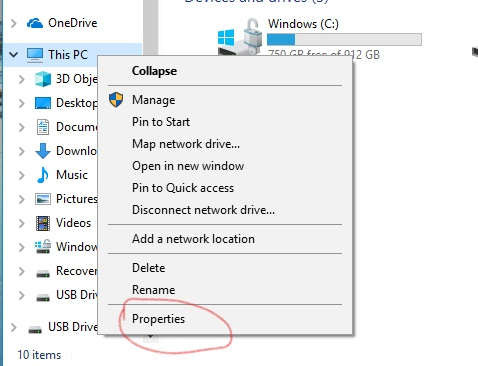 Devices and drives (5)
OneDrive
Windows (C:)
This PC
750 GB free of 912 GB
Collapse
3D Obje
Manage
Desktop
Pin to Start
Docume
Map network drive...
Downlo
Open in new window
Music
Pin to Quick access
Pictures
Disconnect network drive...
Videos
Window
Add a network location
Recover
Delete
USB Driv
Rename
USB Drive
Properties
10 items